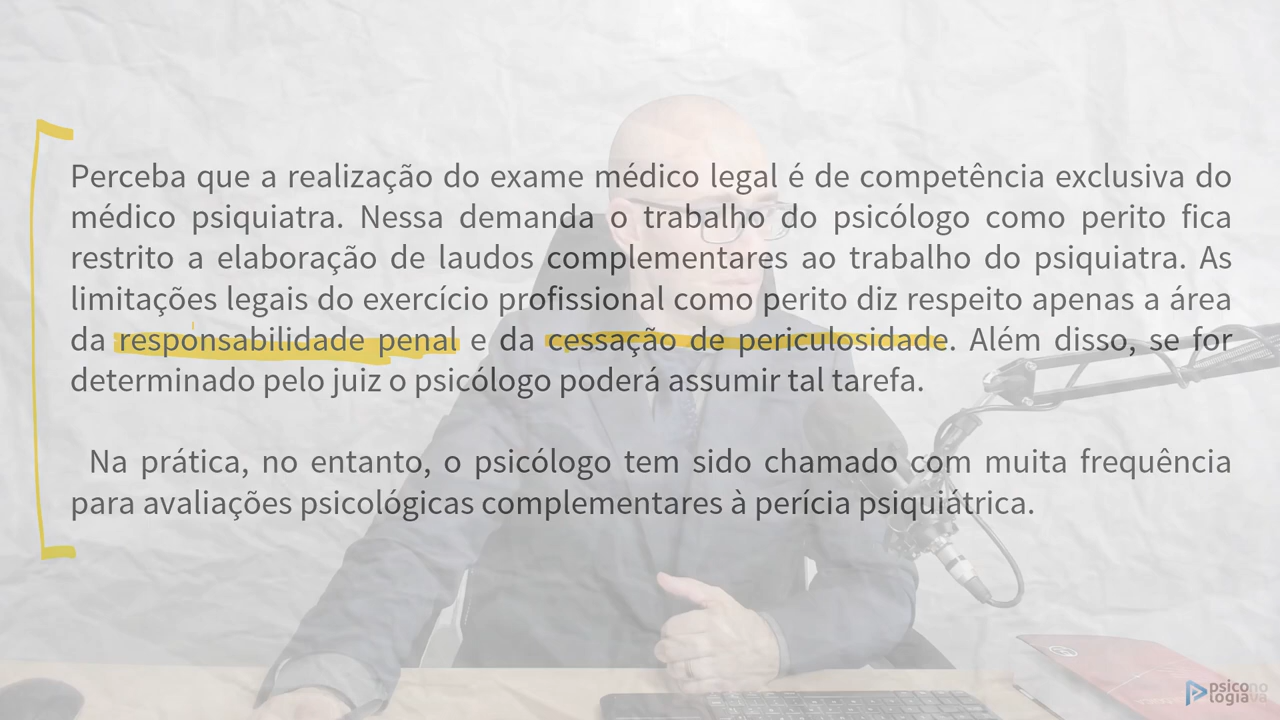 Perceba que a realização do exame médico legal é de competência exclusiva do
médico psiquiatra. Nessa demanda o trabalho do psicólogo como perito fica
restrito a elaboração de laudos complementares ao trabalho do psiquiatra. As
limitações legais do exercício profissional como perito diz respeito apenas a área
da responsabilidade penal e da cessação de periculosidade. Além disso, se for
determinado pelo juiz o psicólogo poderá assumir tal tarefa.
Na prática, no entanto, o psicólogo tem sido chamado com muita frequência
para avaliações psicológicas complementares à perícia psiquiátrica.
psicono
logiava